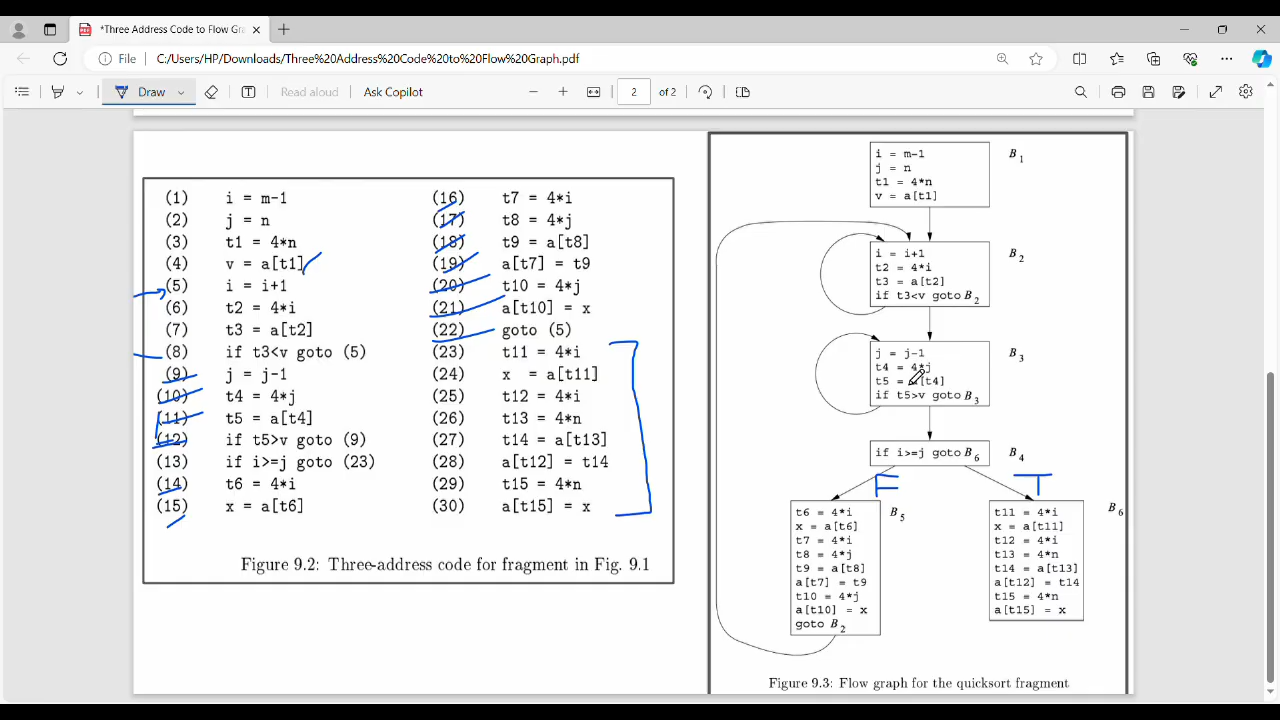 *Three Address Code to Flow Gra
File
C:/Users/HP/Downloads/Three%20Address%20Code%20to%20Flow%20Graph.pdf
Draw
Read aloud
Ask Copilot
2
of 2
(1) i = m-1
(2) j = n
(3) t1 = 4*n
(4) v = a[t1]
(5) i = i+1
(6) t2 = 4*i
(7) t3 = a[t2]
(8) if t3<v goto (5)
(9) j = j-1
(10) t4 = 4*j
(11) t5 = a[t4]
(12) if t5>v goto (9)
(13) if i>=j goto (23)
(14) t6 = 4*i
(15) x = a[t6]
(16) t7 = 4*i
(17) t8 = 4*j
(18) t9 = a[t8]
(19) a[t7] = t9
(20) t10 = 4*j
(21) a[t10] = x
(22) goto (5)
(23) t11 = 4*i
(24) x = a[t11]
(25) t12 = 4*i
(26) t13 = 4*n
(27) t14 = a[t13]
(28) a[t12] = t14
(29) t15 = 4*n
(30) a[t15] = x
Figure 9.2: Three-address code for fragment in Fig. 9.1
i = m-1
j = n
t1 = 4*n
v = a[t1]
B1
i = i+1
t2 = 4*i
t3 = a[t2]
if t3<v goto B2
B2
j = j-1
t4 = 4*j
t5 = a[t4]
if t5>v goto B3
B3
if i>=j goto B6
B4
F
T
t6 = 4*i
x = a[t6]
t7 = 4*i
t8 = 4*j
t9 = a[t8]
a[t7] = t9
t10 = 4*j
a[t10] = x
goto B2
B5
t11 = 4*i
x = a[t11]
t12 = 4*i
t13 = 4*n
t14 = a[t13]
a[t12] = t14
t15 = 4*n
a[t15] = x
B6
Figure 9.3: Flow graph for the quicksort fragment